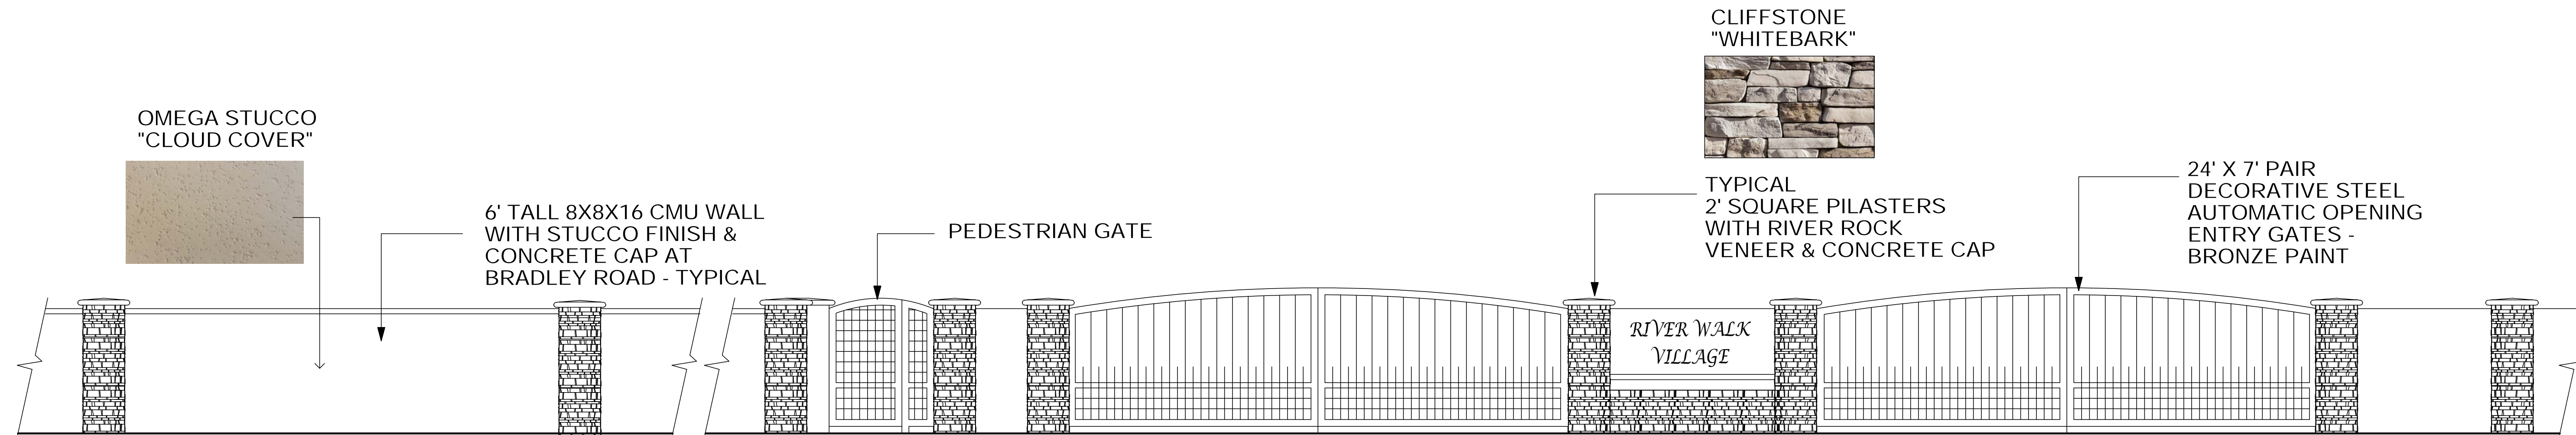 OMEGA STUCCO
"CLOUD COVER"
6' TALL 8X8X16 CMU WALL
WITH STUCCO FINISH &
CONCRETE CAP AT
BRADLEY ROAD - TYPICAL
PEDESTRIAN GATE
CLIFFSTONE
"WHITEBARK"
TYPICAL
2' SQUARE PILASTERS
WITH RIVER ROCK
VENEER & CONCRETE CAP
24' X 7' PAIR
DECORATIVE STEEL
AUTOMATIC OPENING
ENTRY GATES -
BRONZE PAINT
RIVER WALK
VILLAGE